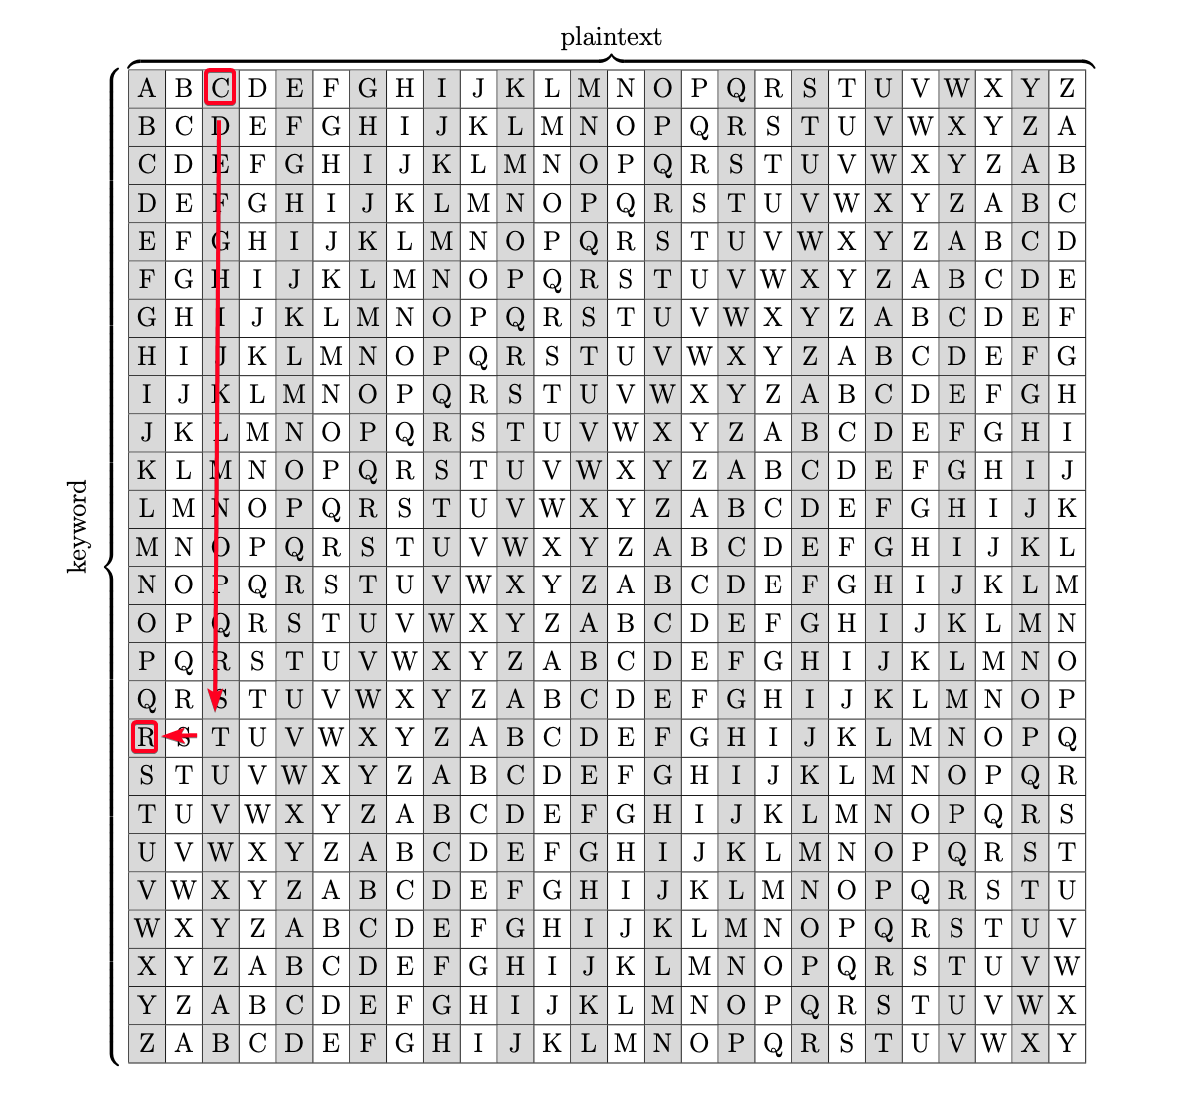 plaintext
keyword
A B C D E F G H I J K L M N O P Q R S T U V W X Y Z
B C D E F G H I J K L M N O P Q R S T U V W X Y Z A
C D E F G H I J K L M N O P Q R S T U V W X Y Z A B
D E F G H I J K L M N O P Q R S T U V W X Y Z A B C
E F G H I J K L M N O P Q R S T U V W X Y Z A B C D
F G H I J K L M N O P Q R S T U V W X Y Z A B C D E
G H I J K L M N O P Q R S T U V W X Y Z A B C D E F
H I J K L M N O P Q R S T U V W X Y Z A B C D E F G
I J K L M N O P Q R S T U V W X Y Z A B C D E F G H
J K L M N O P Q R S T U V W X Y Z A B C D E F G H I
K L M N O P Q R S T U V W X Y Z A B C D E F G H I J
L M N O P Q R S T U V W X Y Z A B C D E F G H I J K
M N O P Q R S T U V W X Y Z A B C D E F G H I J K L
N O P Q R S T U V W X Y Z A B C D E F G H I J K L M
O P Q R S T U V W X Y Z A B C D E F G H I J K L M N
P Q R S T U V W X Y Z A B C D E F G H I J K L M N O
Q R S T U V W X Y Z A B C D E F G H I J K L M N O P
R S T U V W X Y Z A B C D E F G H I J K L M N O P Q
S T U V W X Y Z A B C D E F G H I J K L M N O P Q R
T U V W X Y Z A B C D E F G H I J K L M N O P Q R S
U V W X Y Z A B C D E F G H I J K L M N O P Q R S T
V W X Y Z A B C D E F G H I J K L M N O P Q R S T U
W X Y Z A B C D E F G H I J K L M N O P Q R S T U V
X Y Z A B C D E F G H I J K L M N O P Q R S T U V W
Y Z A B C D E F G H I J K L M N O P Q R S T U V W X
Z A B C D E F G H I J K L M N O P Q R S T U V W X Y